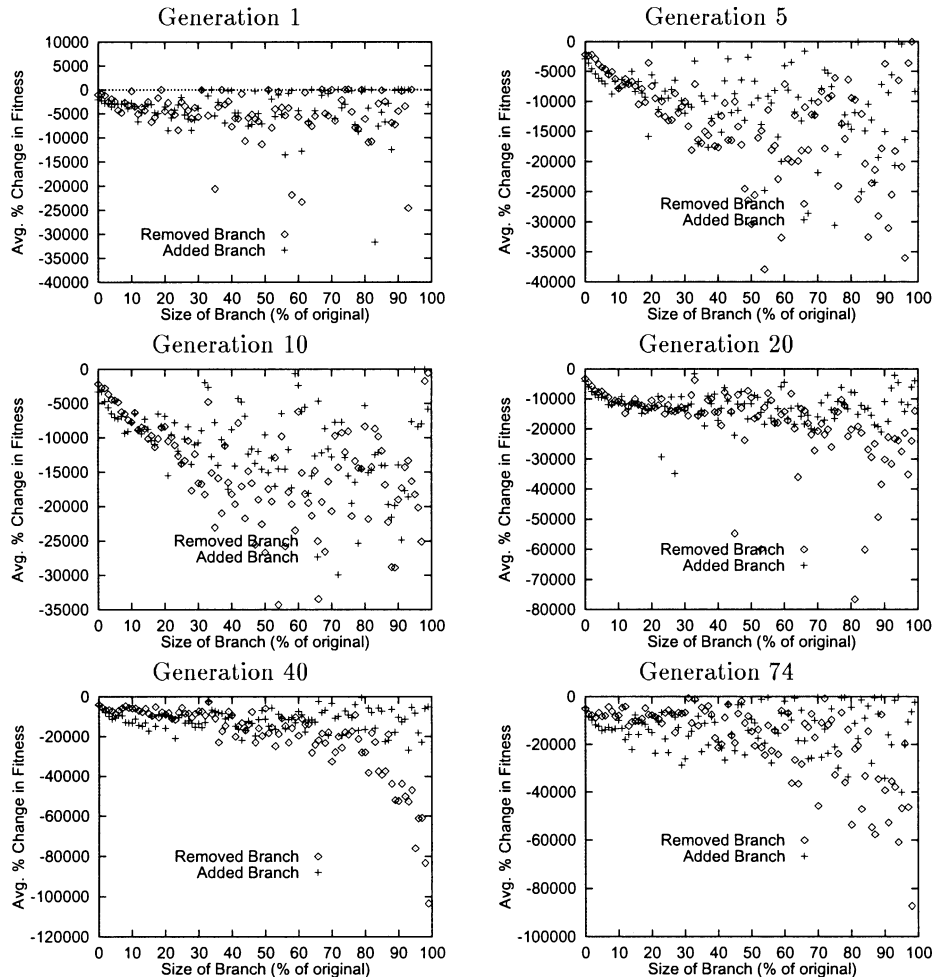 Generation 1
10000
5000
0
-5000
-10000
-15000
-20000
-25000
-30000
-35000
-40000
Avg. % Change in Fitness
Removed Branch
Added Branch
0 10 20 30 40 50 60 70 80 90 100
Size of Branch (% of original)
Generation 5
0
-5000
-10000
-15000
-20000
-25000
-30000
-35000
-40000
Avg. % Change in Fitness
Removed Branch
Added Branch
0 10 20 30 40 50 60 70 80 90 100
Size of Branch (% of original)
Generation 10
0
-5000
-10000
-15000
-20000
-25000
-30000
-35000
Avg. % Change in Fitness
Removed Branch
Added Branch
0 10 20 30 40 50 60 70 80 90 100
Size of Branch (% of original)
Generation 20
0
-10000
-20000
-30000
-40000
-50000
-60000
-70000
-80000
Avg. % Change in Fitness
Removed Branch
Added Branch
0 10 20 30 40 50 60 70 80 90 100
Size of Branch (% of original)
Generation 40
0
-20000
-40000
-60000
-80000
-100000
-120000
Avg. % Change in Fitness
Removed Branch
Added Branch
0 10 20 30 40 50 60 70 80 90 100
Size of Branch (% of original)
Generation 74
0
-20000
-40000
-60000
-80000
-100000
Avg. % Change in Fitness
Removed Branch
Added Branch
0 10 20 30 40 50 60 70 80 90 100
Size of Branch (% of original)